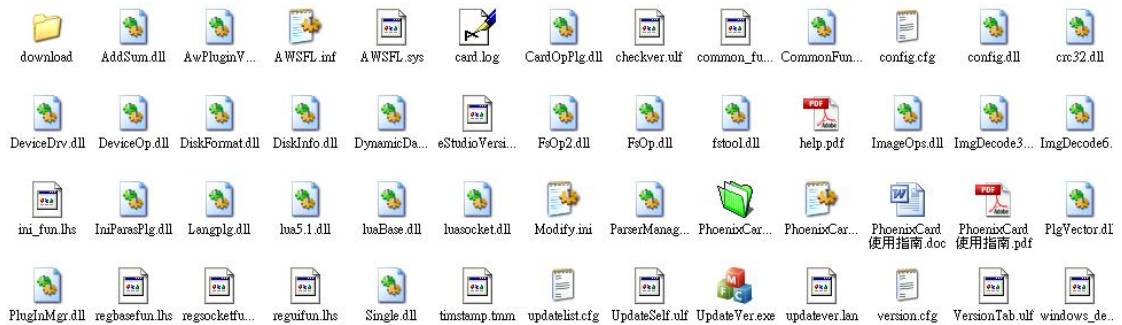 download AddSum.dll AwPluginV... AWSFL.inf AWSFL.sys card.log CardOpPlg.dll checkver.ulf common_fu... CommonFun... config.cfg config.dll crc32.dll
DeviceDrv.dll DeviceOp.dll DiskFormat.dll DiskInfo.dll DynamicDa... eStudioVersi... FsOp2.dll FsOp.dll fstool.dll help.pdf ImageOps.dll ImgDecode3... ImgDecode6.
ini_fun.lhs IniParasPlg.dll Langplg.dll lua5.1.dll luaBase.dll luasocket.dll Modify.ini ParserManag... PhoenixCar... PhoenixCar... PhoenixCard PhoenixCard PlgVector.dl
使用指南.doc 使用指南.pdf
PlugInMgr.dll regbasefun.lhs regsocketfu... reguifun.lhs Single.dll timstamp.tmm updatelist.cfg UpdateSelf.ulf UpdateVer.exe updatever.lan version.cfg VersionTab.ulf windows_de...